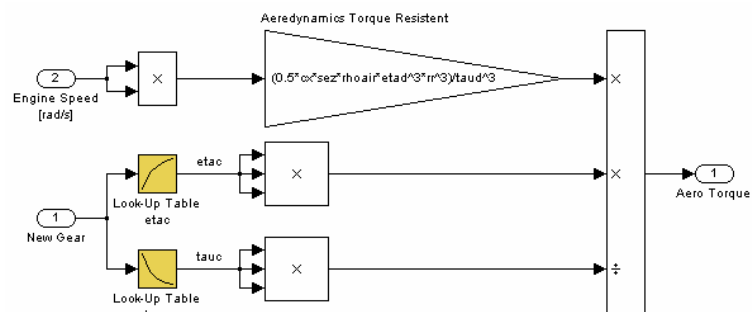 Aeredynamics Torque Resistent
2
Engine Speed
[rad/s]
×
(0.5*cx*sez*rhoair*etad^3*rr^3)/taud^3
×
etac
×
×
Look-Up Table
etac
1
Aero Torque
1
New Gear
tauc
×
÷
Look-Up Table